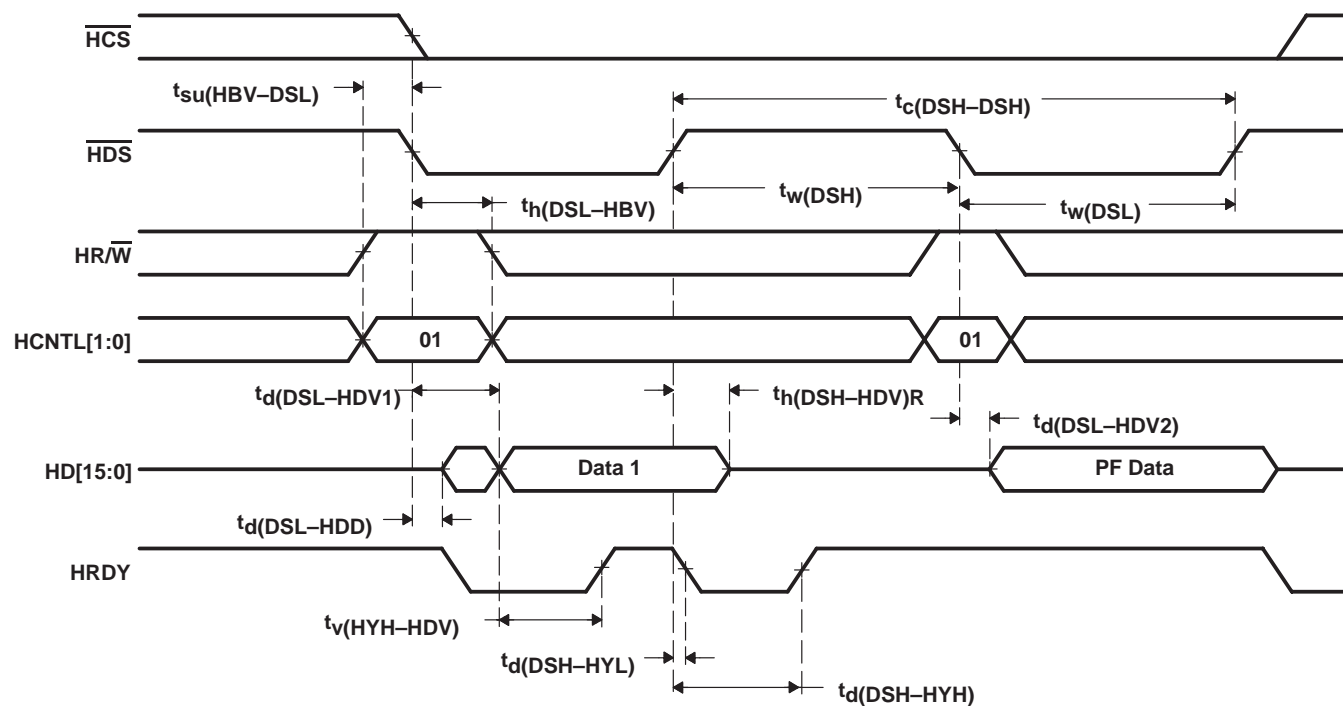 HCS
tsu(HBV–DSL)
tc(DSH–DSH)
HDS
th(DSL–HBV)
tw(DSH)
tw(DSL)
HR/W
HCNTL[1:0]
01
01
td(DSL–HDV1)
th(DSH–HDV)R
td(DSL–HDV2)
HD[15:0]
Data 1
PF Data
td(DSL–HDD)
HRDY
tv(HYH–HDV)
td(DSH–HYL)
td(DSH–HYH)